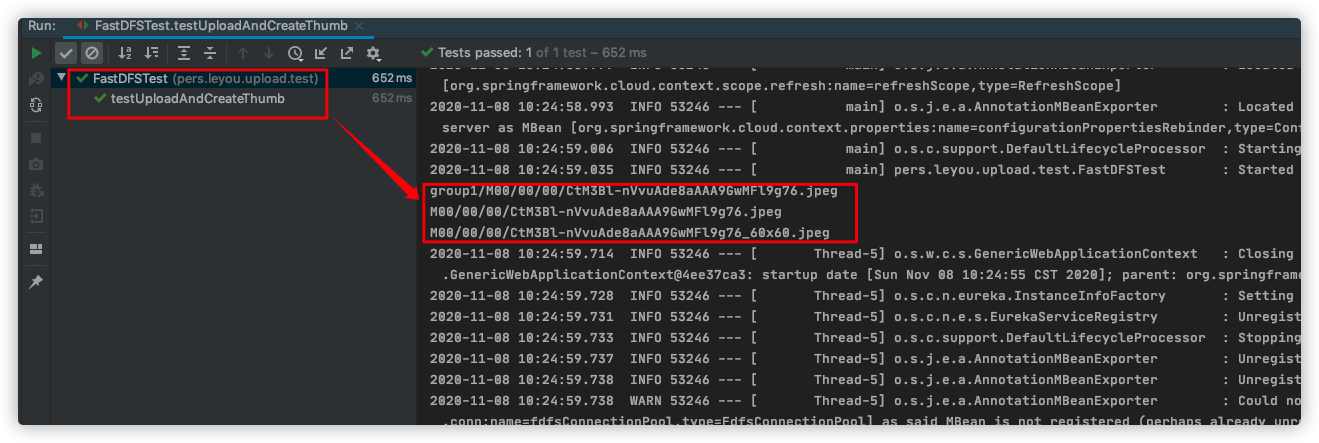 Run: FastDFSTest.testUploadAndCreateThumb ×
Tests passed: 1 of 1 test – 652 ms
FastDFSTest (pers.leyou.upload.test) 652 ms
testUploadAndCreateThumb 652 ms
[org.springframework.cloud.context.scope.refresh:name=refreshScope,type=RefreshScope]
2020-11-08 10:24:58.993 INFO 53246 --- [ main] o.s.j.e.a.AnnotationMBeanExporter : Located
server as MBean [org.springframework.cloud.context.properties:name=configurationPropertiesRebinder,type=Con
2020-11-08 10:24:59.006 INFO 53246 --- [ main] o.s.c.support.DefaultLifecycleProcessor : Starting
2020-11-08 10:24:59.035 INFO 53246 --- [ main] pers.leyou.upload.test.FastDFSTest : Started
group1/M00/00/00/CtM3Bl-nVvuAde8aAAA9GwMFl9g76.jpeg
M00/00/00/CtM3Bl-nVvuAde8aAAA9GwMFl9g76.jpeg
M00/00/00/CtM3Bl-nVvuAde8aAAA9GwMFl9g76_60x60.jpeg
2020-11-08 10:24:59.714 INFO 53246 --- [ Thread-5] o.s.w.c.s.GenericWebApplicationContext : Closing
.GenericWebApplicationContext@4ee37ca3: startup date [Sun Nov 08 10:24:55 CST 2020]; parent: org.springfram
2020-11-08 10:24:59.728 INFO 53246 --- [ Thread-5] o.s.c.n.eureka.InstanceInfoFactory : Setting
2020-11-08 10:24:59.731 INFO 53246 --- [ Thread-5] o.s.c.n.e.s.EurekaServiceRegistry : Unregist
2020-11-08 10:24:59.735 INFO 53246 --- [ Thread-5] o.s.c.support.DefaultLifecycleProcessor : Stopping
2020-11-08 10:24:59.737 INFO 53246 --- [ Thread-5] o.s.j.e.a.AnnotationMBeanExporter : Unregist
2020-11-08 10:24:59.738 INFO 53246 --- [ Thread-5] o.s.j.e.a.AnnotationMBeanExporter : Unregist
2020-11-08 10:24:59.738 WARN 53246 --- [ Thread-5] o.s.j.e.a.AnnotationMBeanExporter : Could no
.conn:name=fdfsConnectionPool,type=FdfsConnectionPool] as said MBean is not registered (perhaps already unre